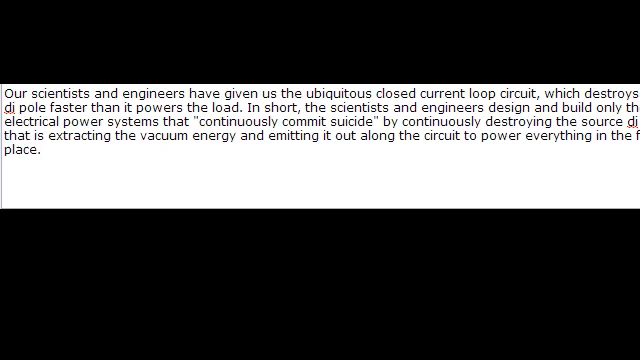 Our scientists and engineers have given us the ubiquitous closed current loop circuit, which destroys
di pole faster than it powers the load. In short, the scientists and engineers design and build only
electrical power systems that "continuously commit suicide" by continuously destroying the source di
that is extracting the vacuum energy and emitting it out along the circuit to power everything in the
place.